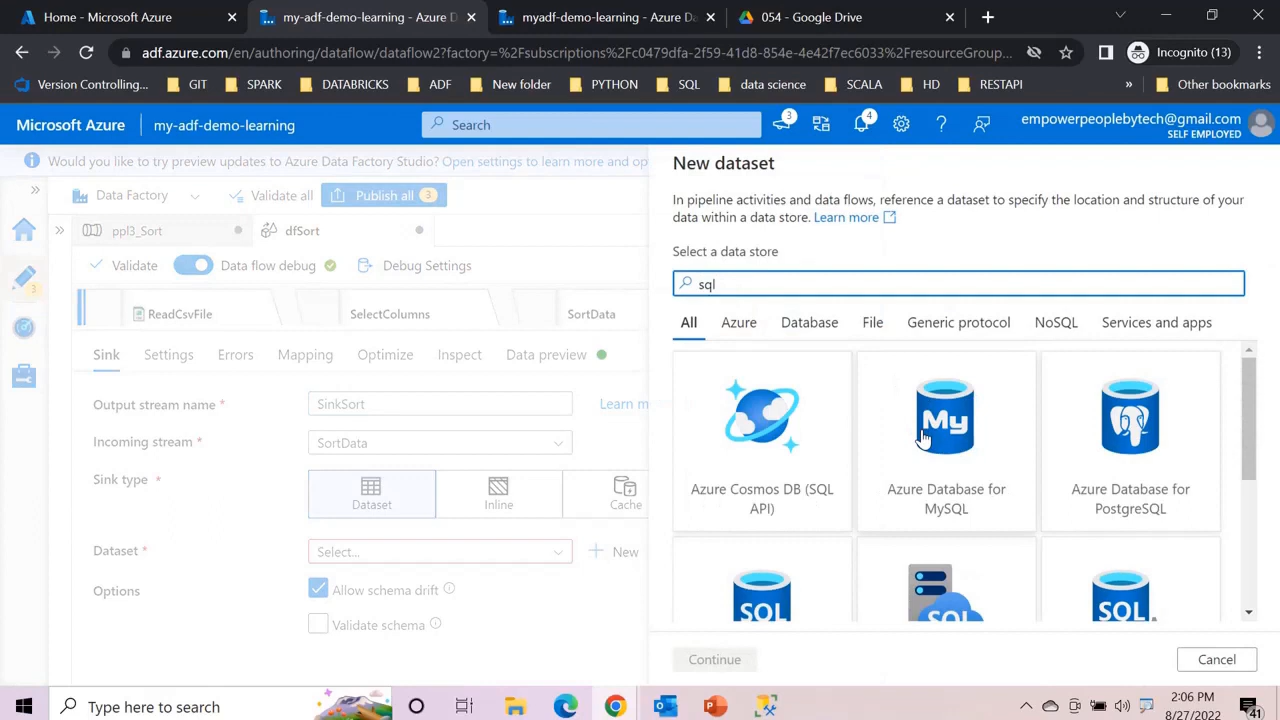 Home - Microsoft Azure
my-adf-demo-learning - Azure D
myadf-demo-learning - Azure Da
054 - Google Drive
adf.azure.com/en/authoring/dataflow/dataflow2?factory=%2Fsubscriptions%2Fc0479dfa-2f59-41d8-854e-4e42f7ec6033%2FresourceGroup...
Incognito (13)
Version Controlling...
GIT
SPARK
DATABRICKS
ADF
New folder
PYTHON
SQL
data science
SCALA
HD
RESTAPI
»
Other bookmarks
Microsoft Azure
my-adf-demo-learning
Search
3
4
empowerpeoplebytech@gmail.com
SELF EMPLOYED
Would you like to try preview updates to Azure Data Factory Studio? Open settings to learn more and op
Data Factory
Validate all
Publish all
3
ppl3_Sort
dfSort
3
Validate
Data flow debug
Debug Settings
ReadCsvFile
SelectColumns
SortData
Sink
Settings
Errors
Mapping
Optimize
Inspect
Data preview
Output stream name *
SinkSort
Learn m
Incoming stream *
SortData
Sink type *
Dataset
Inline
Cache
Dataset *
Select...
New
Options
Allow schema drift
Validate schema
New dataset
In pipeline activities and data flows, reference a dataset to specify the location and structure of your
data within a data store. Learn more
Select a data store
sql
All
Azure
Database
File
Generic protocol
NoSQL
Services and apps
My
Azure Cosmos DB (SQL
API)
Azure Database for
MySQL
Azure Database for
PostgreSQL
SQL
SQL
SQL
Continue
Cancel
Type here to search
2:06 PM
8/27/2022
41